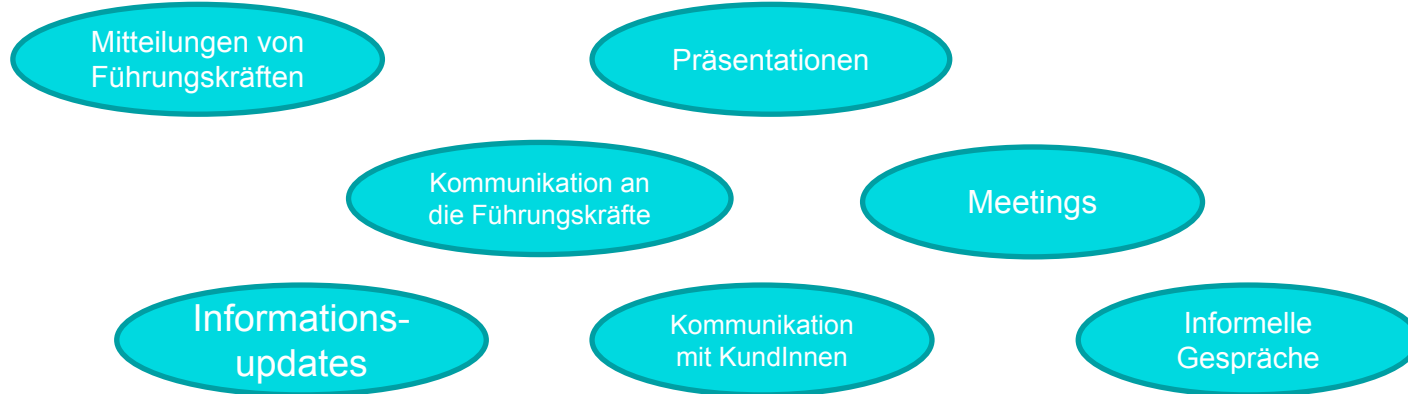 Mitteilungen von
Führungskräften
Präsentationen
Kommunikation an
die Führungskräfte
Meetings
Informations-
updates
Kommunikation
mit KundInnen
Informelle
Gespräche